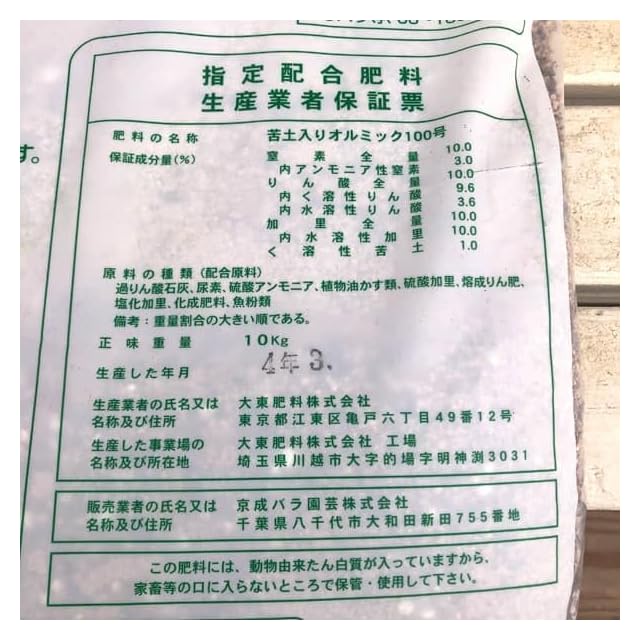 す。
指定配合肥料
生産業者保証票
肥料の名称 苦土入りオルミック100号
保証成分量(%) 窒素全量 10.0
内アンモニア性窒素 3.0
りん酸全量 10.0
内く溶性りん酸 9.6
内水溶性りん酸 3.6
加里全量 10.0
内水溶性加里 10.0
く溶性苦土 1.0
原料の種類(配合原料)
過りん酸石灰、尿素、硫酸アンモニア、植物油かす類、硫酸加里、熔成りん肥、
塩化加里、化成肥料、魚粉類
備考:重量割合の大きい順である。
正味重量 10Kg
生産した年月 4年3.
生産業者の氏名又は 大東肥料株式会社
名称及び住所 東京都江東区亀戸六丁目49番12号
生産した事業場の 大東肥料株式会社 工場
名称及び所在地 埼玉県川越市大字的場字明神渕3031
販売業者の氏名又は 京成バラ園芸株式会社
名称及び住所 千葉県八千代市大和田新田755番地
この肥料には、動物由来たん白質が入っていますから、
家畜等の口に入らないところで保管・使用して下さい。